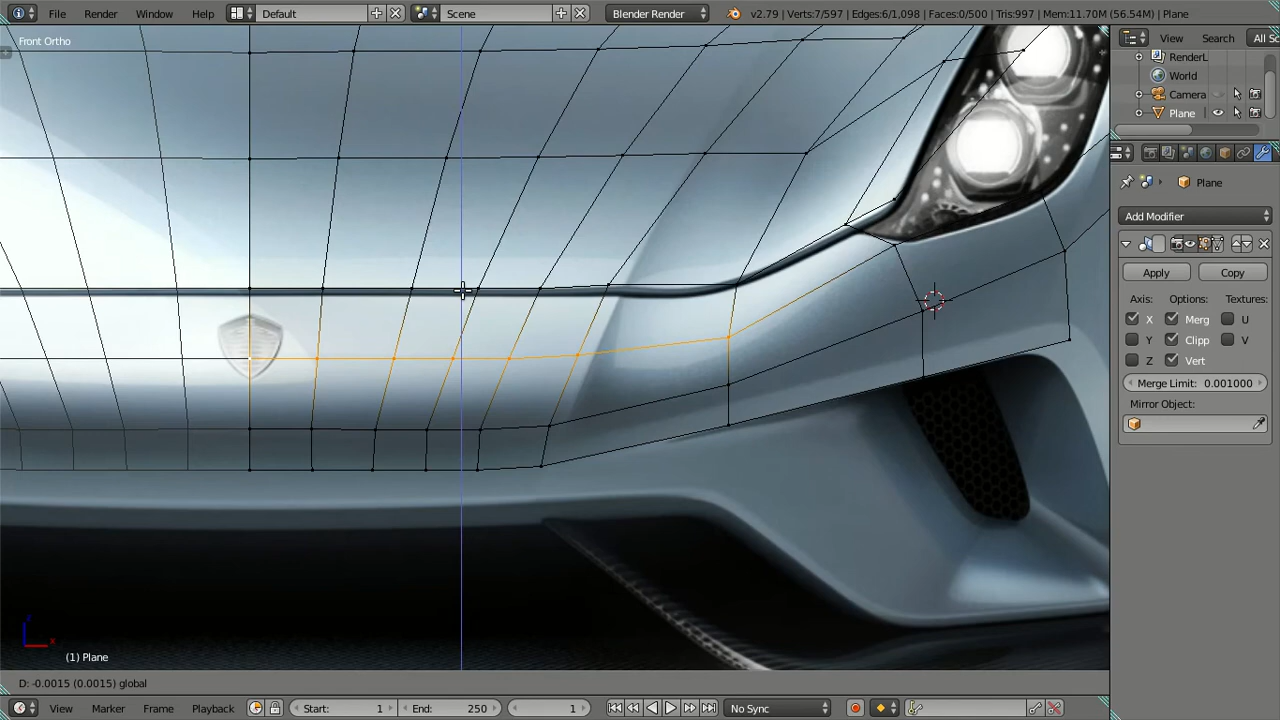 File Render Window Help Default Scene Blender Render v2.79 | Verts:7/597 | Edges:6/1,098 | Faces:0/500 | Tris:997 | Mem:11.70M (56.54M) | Plane
Front Ortho
View Search All Sc
RenderL
World
Camera
Plane
Plane
Add Modifier
Apply Copy
Axis: Options: Textures:
X Merg U
Y Clipp V
Z Vert
Merge Limit: 0.001000
Mirror Object:
z
x
(1) Plane
D: -0.0015 (0.0015) global
View Marker Frame Playback Start: 1 End: 250 1 No Sync